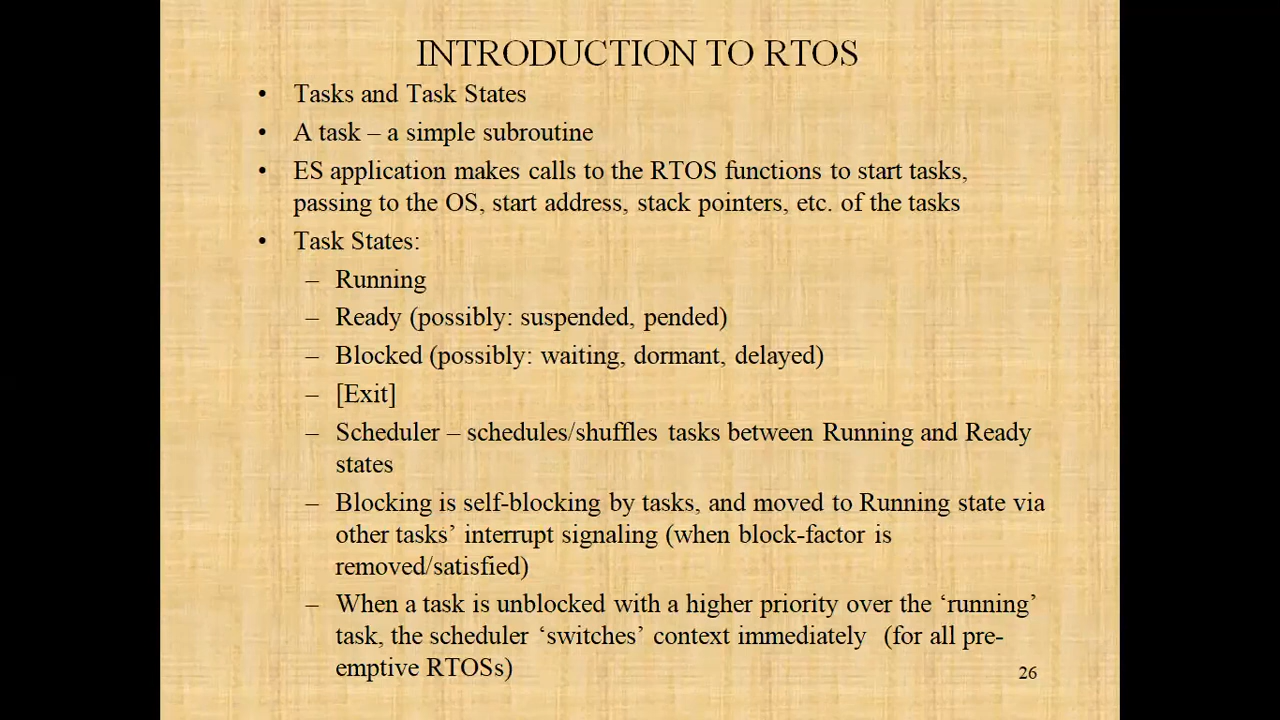 INTRODUCTION TO RTOS
• Tasks and Task States
• A task – a simple subroutine
• ES application makes calls to the RTOS functions to start tasks,
passing to the OS, start address, stack pointers, etc. of the tasks
• Task States:
– Running
– Ready (possibly: suspended, pended)
– Blocked (possibly: waiting, dormant, delayed)
– [Exit]
– Scheduler – schedules/shuffles tasks between Running and Ready
states
– Blocking is self-blocking by tasks, and moved to Running state via
other tasks’ interrupt signaling (when block-factor is
removed/satisfied)
– When a task is unblocked with a higher priority over the ‘running’
task, the scheduler ‘switches’ context immediately (for all pre-
emptive RTOSs)
26